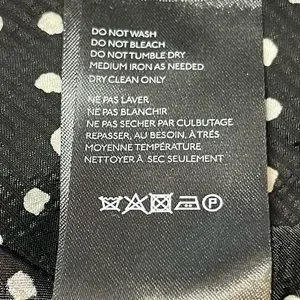 DO NOT WASH
DO NOT BLEACH
DO NOT TUMBLE DRY
MEDIUM IRON AS NEEDED
DRY CLEAN ONLY
NE PAS LAVER
NE PAS BLANCHIR
NE PAS SECHER PAR CULBUTAGE
REPASSER, AU BESOIN, À TRÉS
MOYENNE TEMPÉRATURE
NETTOYER À SEC SEULEMENT
P